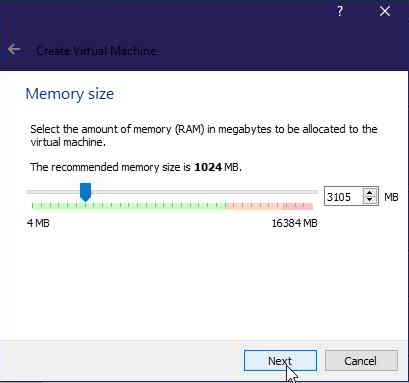 ?
Create Virtual Machine
Memory size
Select the amount of memory (RAM) in megabytes to be allocated to the
virtual machine.
The recommended memory size is 1024 MB.
3105 MB
4 MB 16384 MB
Next Cancel